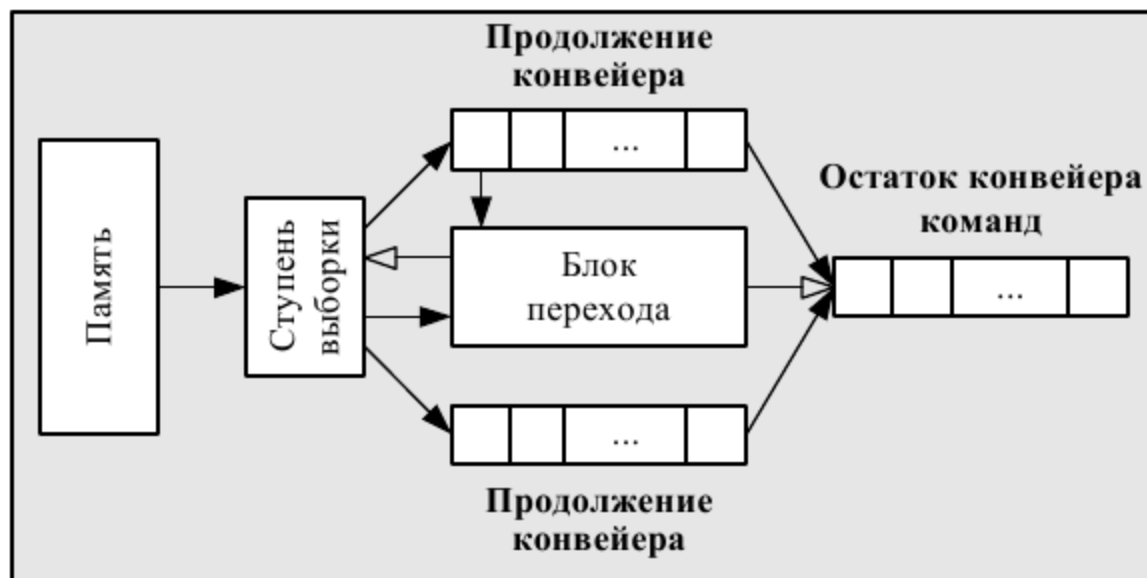 Продолжение
конвейера
...
Память
Ступень
выборки
Блок
перехода
Остаток конвейера
команд
...
...
Продолжение
конвейера